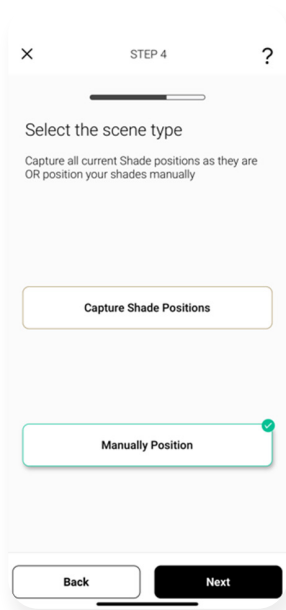 STEP 4
?
Select the scene type
Capture all current Shade positions as they are
OR position your shades manually
Capture Shade Positions
Manually Position
Back
Next